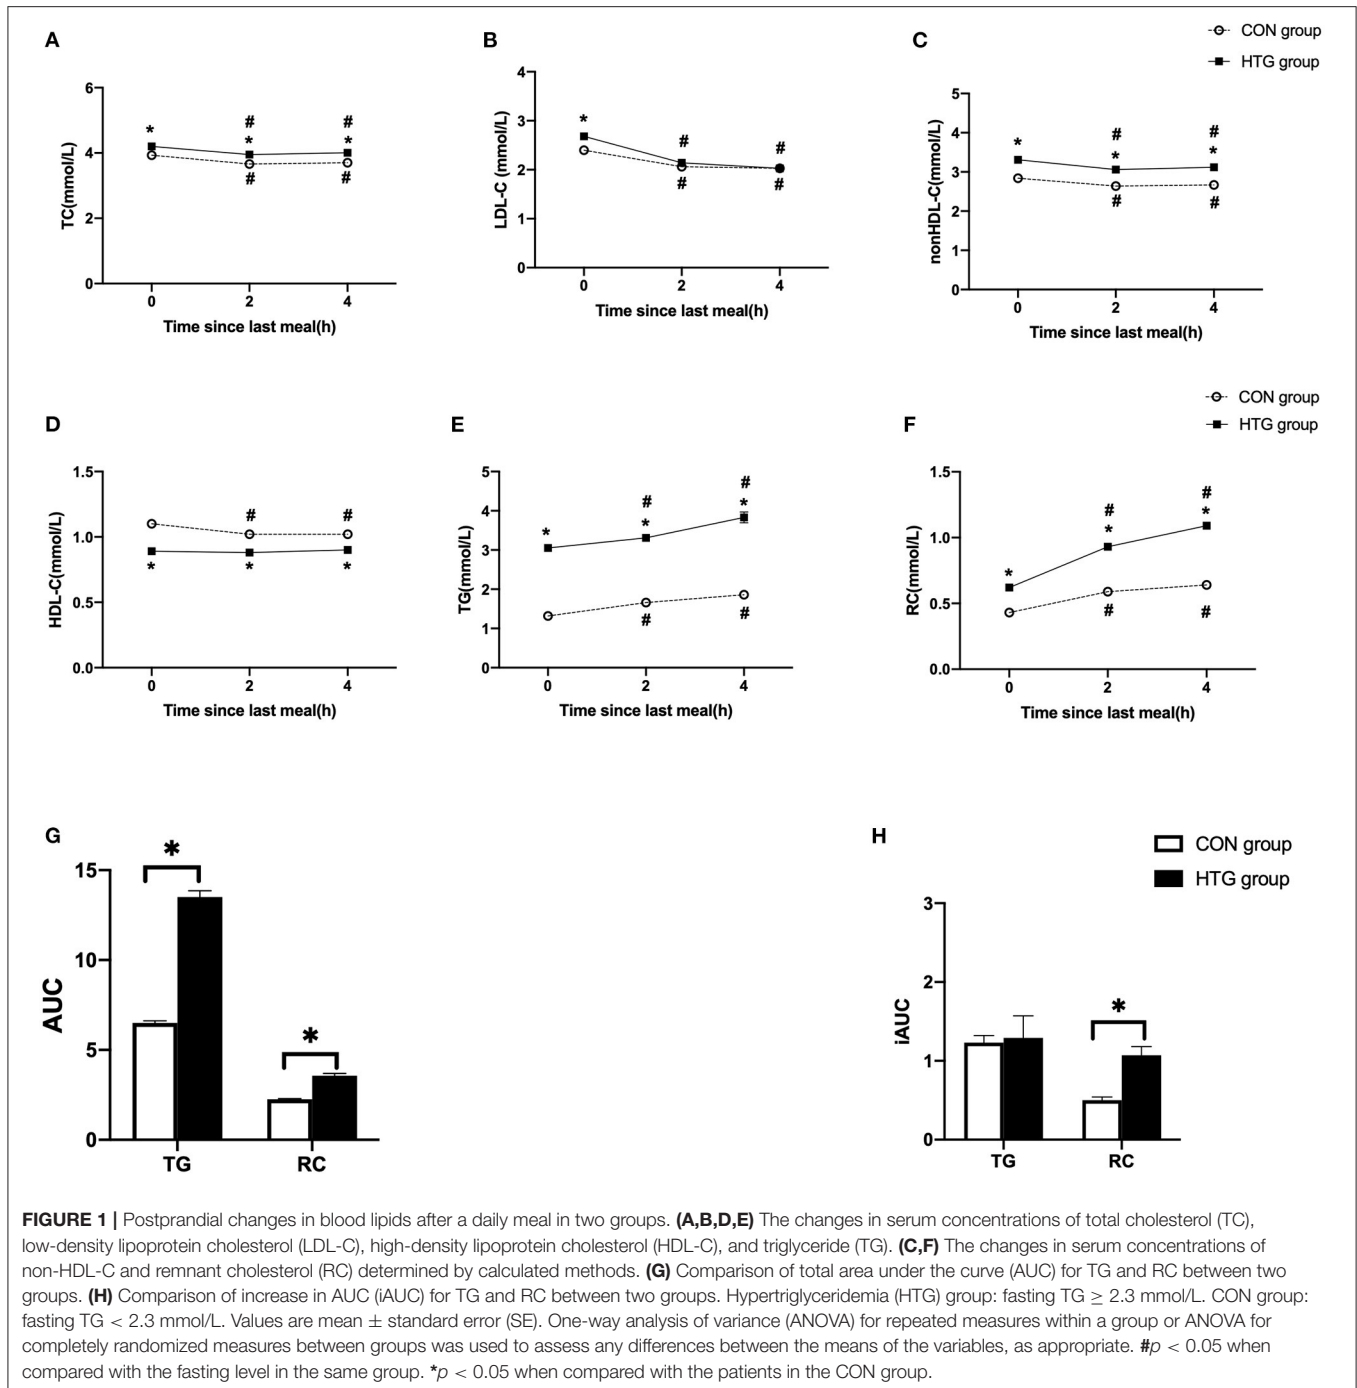 A
B
C
CON group
HTG group
TC(mmol/L)
6
4
2
0
* # * # *
# #
0 2 4
Time since last meal(h)
LDL-C (mmol/L)
4
3
2
1
0
* # #
# #
0 2 4
Time since last meal(h)
nonHDL-C(mmol/L)
5
4
3
2
1
0
* # * # *
# #
0 2 4
Time since last meal(h)
D
E
F
CON group
HTG group
HDL-C(mmol/L)
1.5
1.0
0.5
0.0
# #
* * *
0 2 4
Time since last meal(h)
TG(mmol/L)
5
4
3
2
1
0
* # * # *
# #
0 2 4
Time since last meal(h)
RC(mmol/L)
1.5
1.0
0.5
0.0
* # * # *
# #
0 2 4
Time since last meal(h)
G
AUC
15
10
5
0
*
*
TG RC
H
CON group
HTG group
iAUC
3
2
1
0
*
TG RC
FIGURE 1 | Postprandial changes in blood lipids after a daily meal in two groups. (A,B,D,E) The changes in serum concentrations of total cholesterol (TC),
low-density lipoprotein cholesterol (LDL-C), high-density lipoprotein cholesterol (HDL-C), and triglyceride (TG). (C,F) The changes in serum concentrations of
non-HDL-C and remnant cholesterol (RC) determined by calculated methods. (G) Comparison of total area under the curve (AUC) for TG and RC between two
groups. (H) Comparison of increase in AUC (iAUC) for TG and RC between two groups. Hypertriglyceridemia (HTG) group: fasting TG ≥ 2.3 mmol/L. CON group:
fasting TG < 2.3 mmol/L. Values are mean ± standard error (SE). One-way analysis of variance (ANOVA) for repeated measures within a group or ANOVA for
completely randomized measures between groups was used to assess any differences between the means of the variables, as appropriate. #p < 0.05 when
compared with the fasting level in the same group. *p < 0.05 when compared with the patients in the CON group.